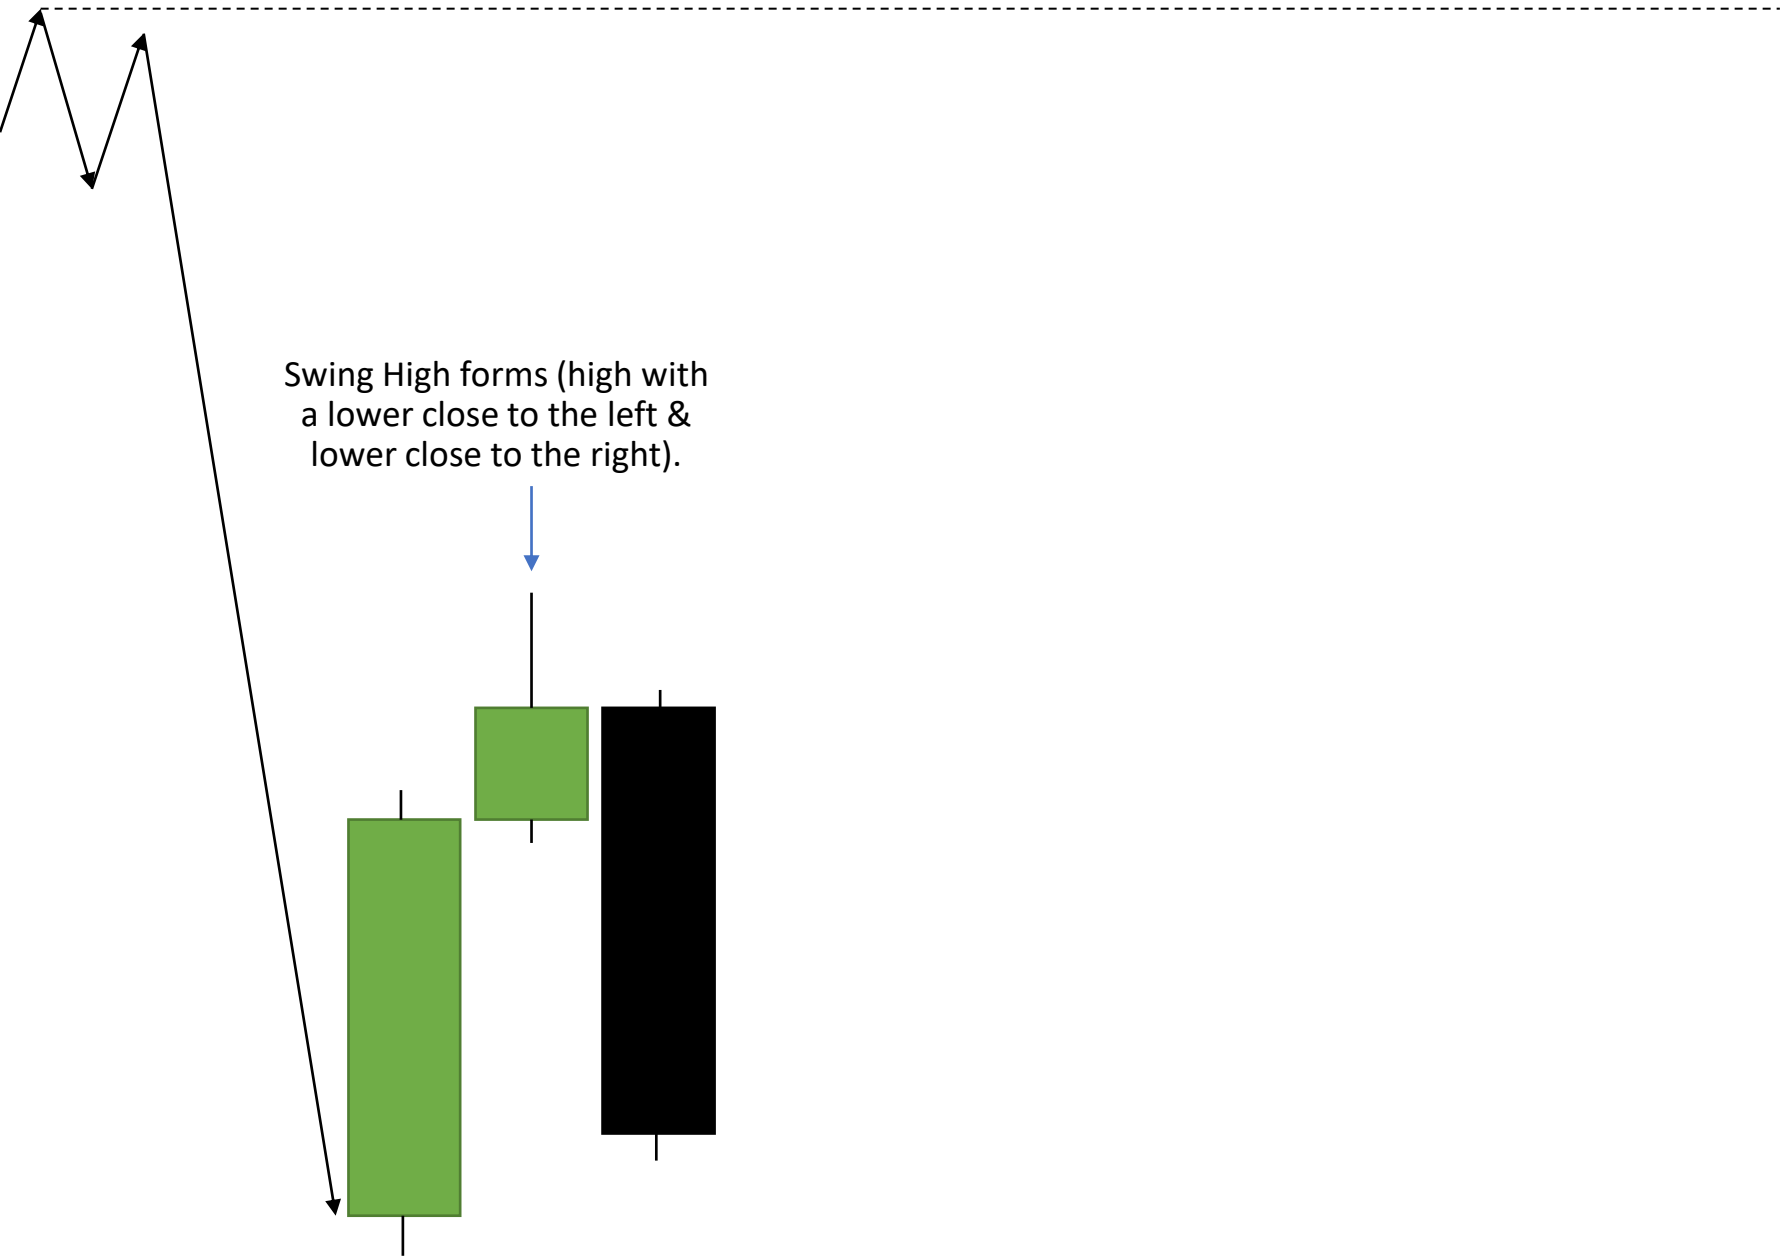 Swing High forms (high with
a lower close to the left &
lower close to the right).